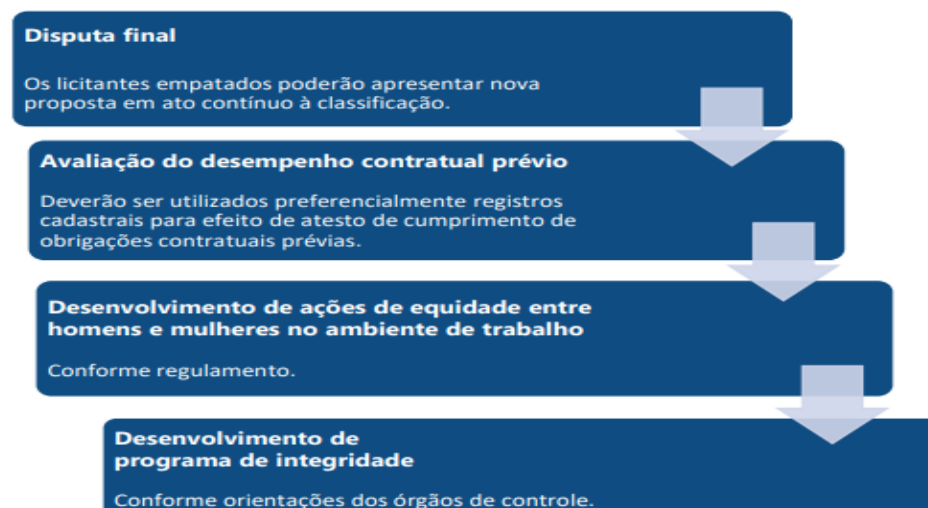 Disputa final
Os licitantes empatados poderão apresentar nova
proposta em ato contínuo à classificação.
Avaliação do desempenho contratual prévio
Deverão ser utilizados preferencialmente registros
cadastrais para efeito de atesto de cumprimento de
obrigações contratuais prévias.
Desenvolvimento de ações de equidade entre
homens e mulheres no ambiente de trabalho
Conforme regulamento.
Desenvolvimento de
programa de integridade
Conforme orientações dos órgãos de controle.